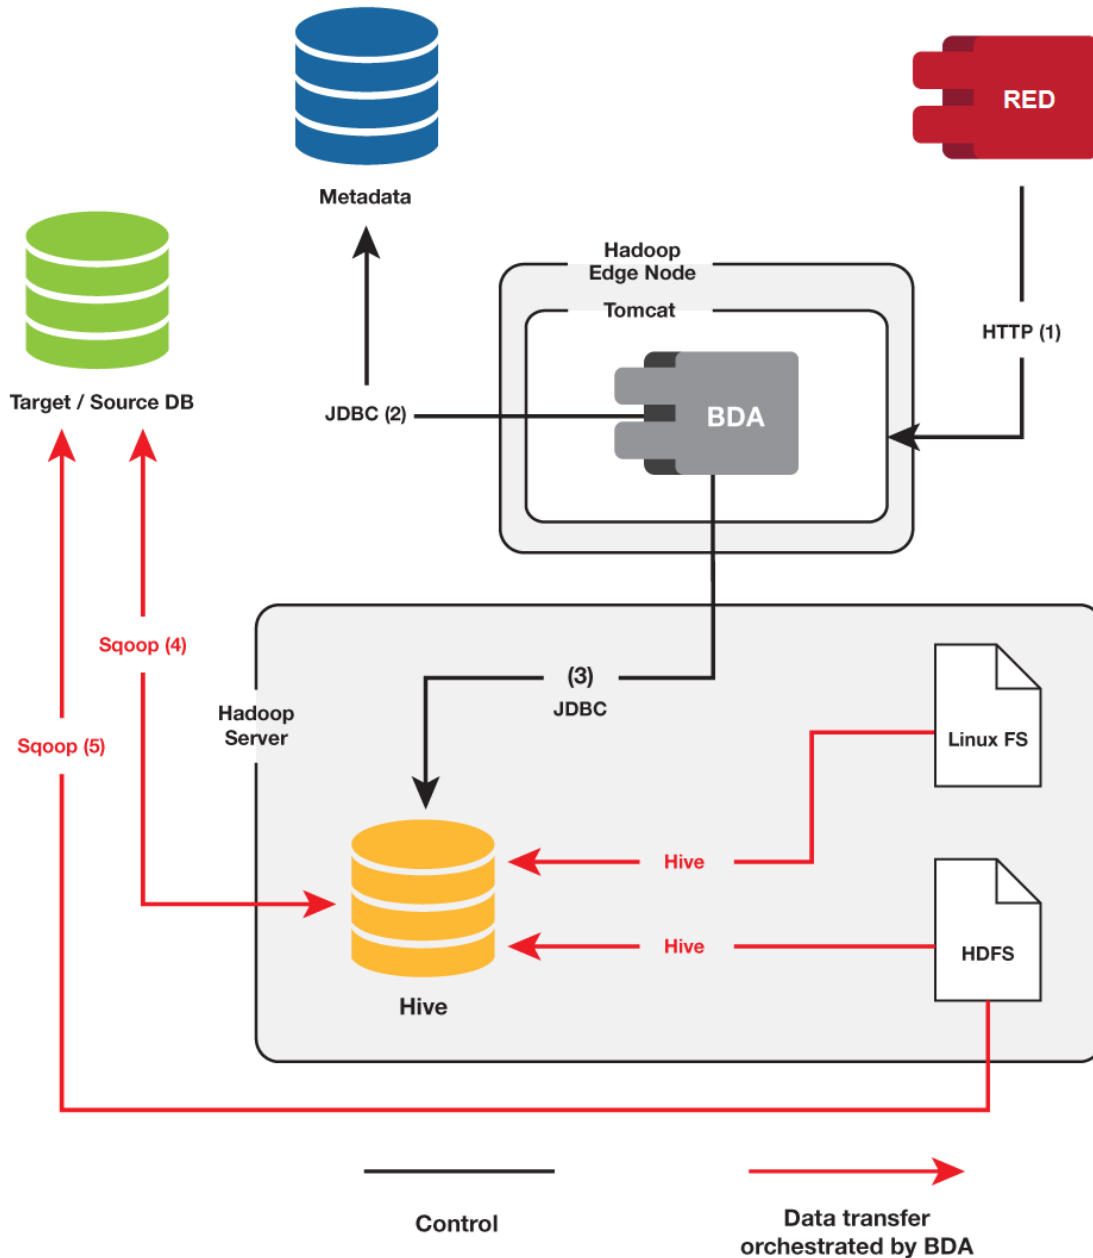 RED
Metadata
Hadoop
Edge Node
Tomcat
HTTP (1)
BDA
JDBC (2)
Target / Source DB
Sqoop (4)
(3)
JDBC
Hadoop
Server
Sqoop (5)
Linux FS
Hive
Hive
HDFS
Hive
Control
Data transfer
orchestrated by BDA